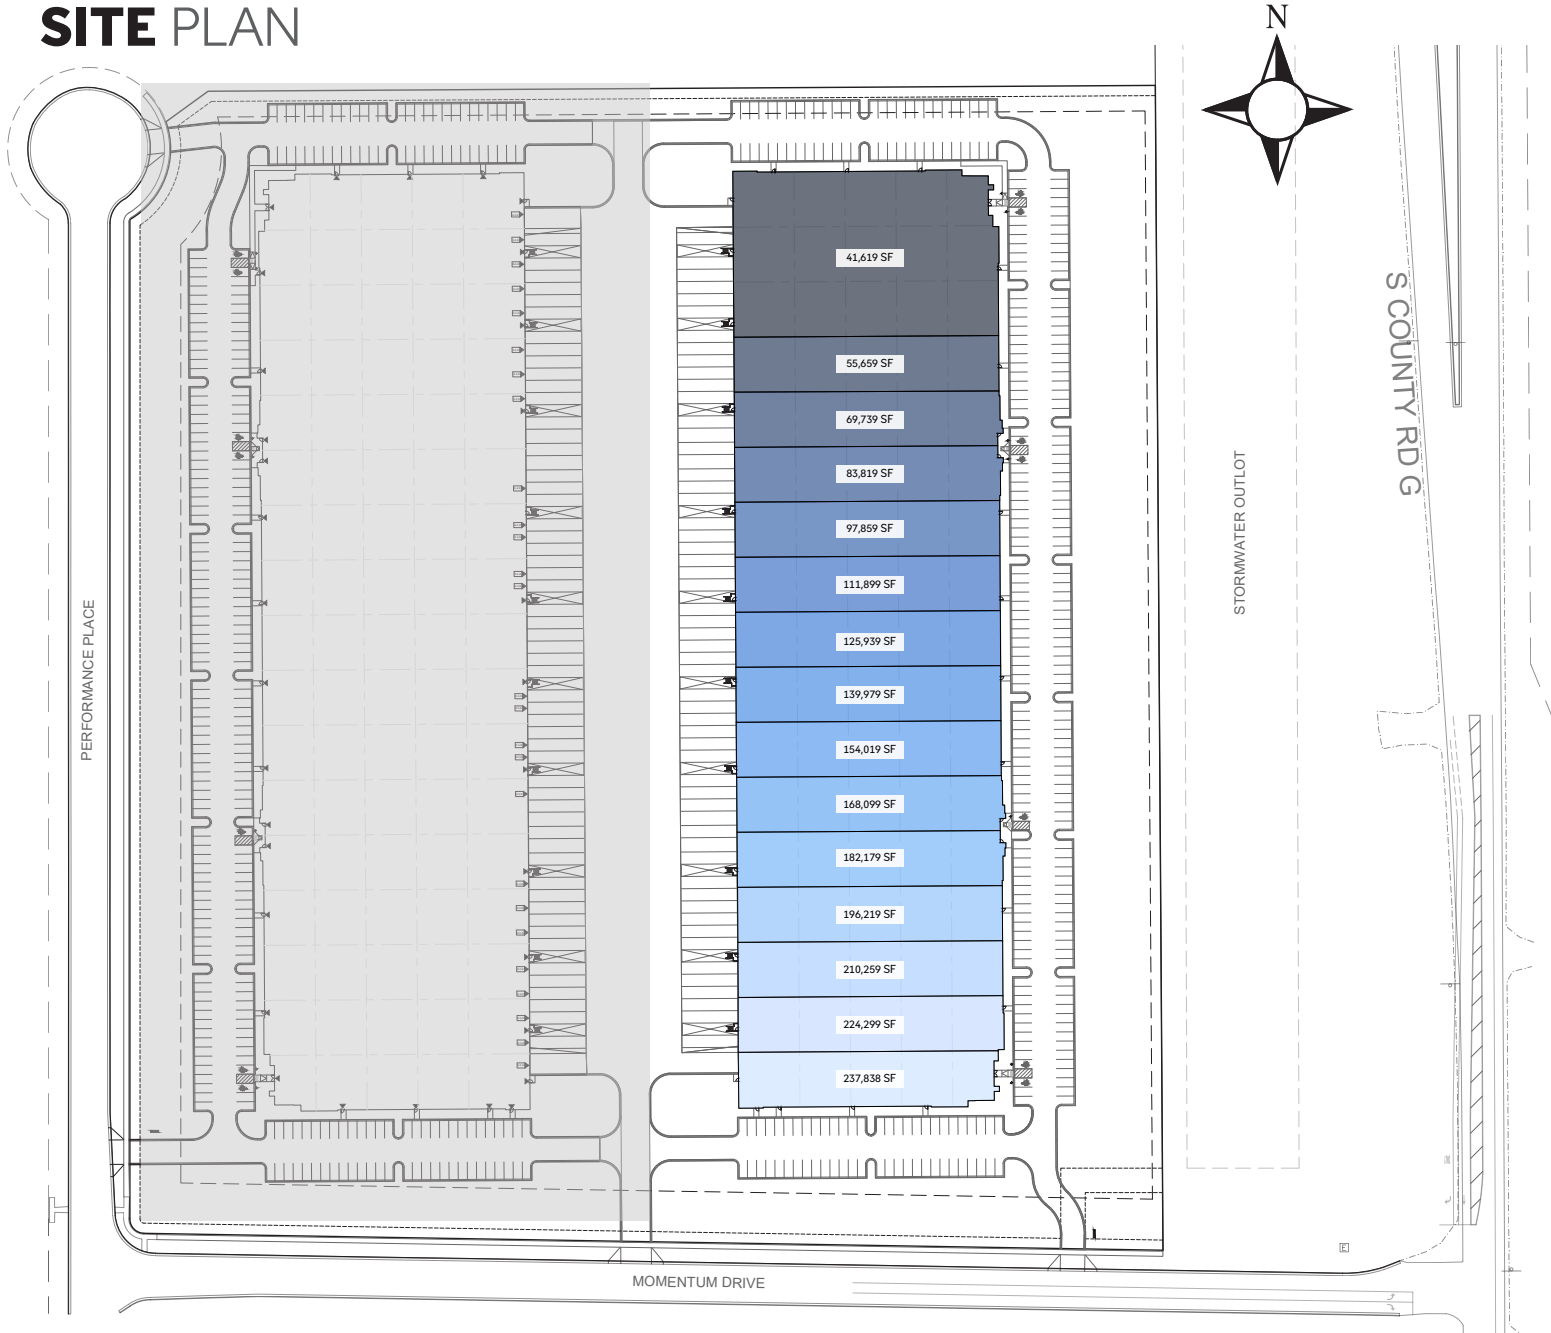 SITE PLAN
N
41,619 SF
55,659 SF
69,739 SF
83,819 SF
97,859 SF
111,899 SF
125,939 SF
139,979 SF
154,019 SF
168,099 SF
182,179 SF
196,219 SF
210,259 SF
224,299 SF
237,838 SF
PERFORMANCE PLACE
STORMWATER OUTLOT
S COUNTY RD G
E
MOMENTUM DRIVE